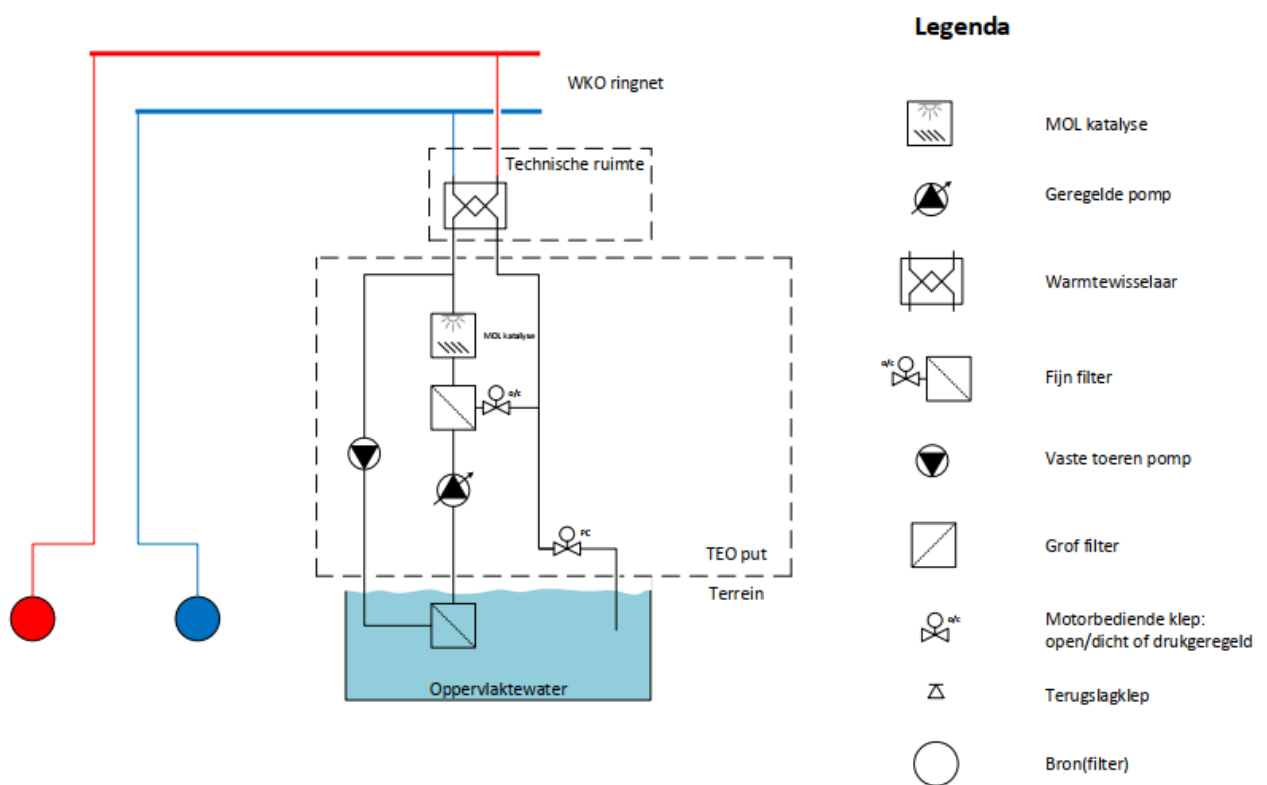 Legenda
WKO ringnet
Technische ruimte
MOL katalyse
o/c
PC
TEO put
Terrein
Oppervlaktewater
MOL katalyse
Geregelde pomp
Warmtewisselaar
o/c
Fijn filter
Vaste toeren pomp
Grof filter
o/c
Motorbediende klep:
open/dicht of drukgeregeld
Terugslagklep
Bron(filter)